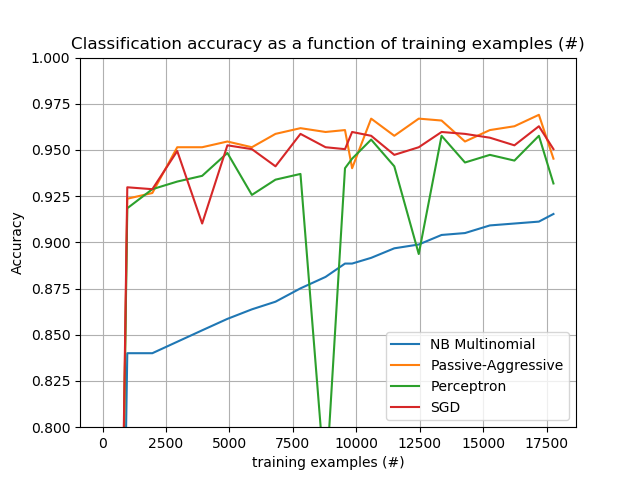 Classification accuracy as a function of training examples (#)
1.000
0.975
0.950
0.925
0.900
0.875
0.850
0.825
0.800
Accuracy
NB Multinomial
Passive-Aggressive
Perceptron
SGD
0 2500 5000 7500 10000 12500 15000 17500
training examples (#)